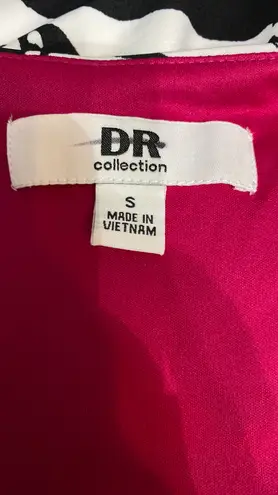 DR
collection
S
MADE IN
VIETNAM